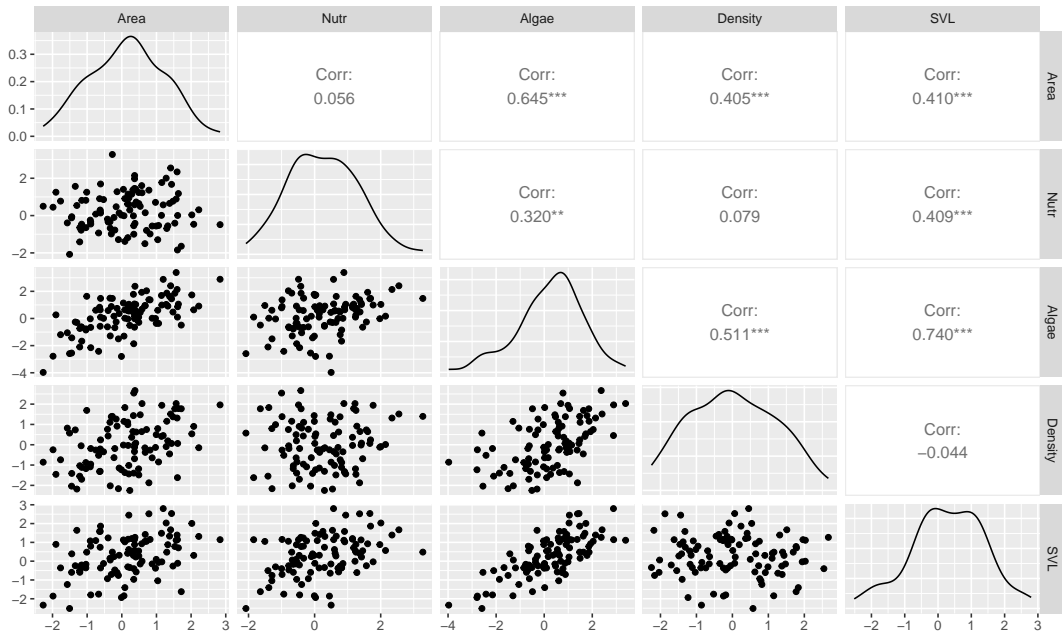 Area Nutr Algae Density SVL
0.3
0.2
0.1
0.0
Corr:
0.056
Corr:
0.645***
Corr:
0.405***
Corr:
0.410***
Area
2
0
−2
Corr:
0.320**
Corr:
0.079
Corr:
0.409***
Nutr
2
0
−2
−4
Corr:
0.511***
Corr:
0.740***
Algae
2
1
0
−1
−2
Corr:
−0.044
Density
3
2
1
0
−1
−2
SVL
−2 −1 0 1 2 3 −2 0 2 −4 −2 0 2 −2 −1 0 1 2 −2 −1 0 1 2 3